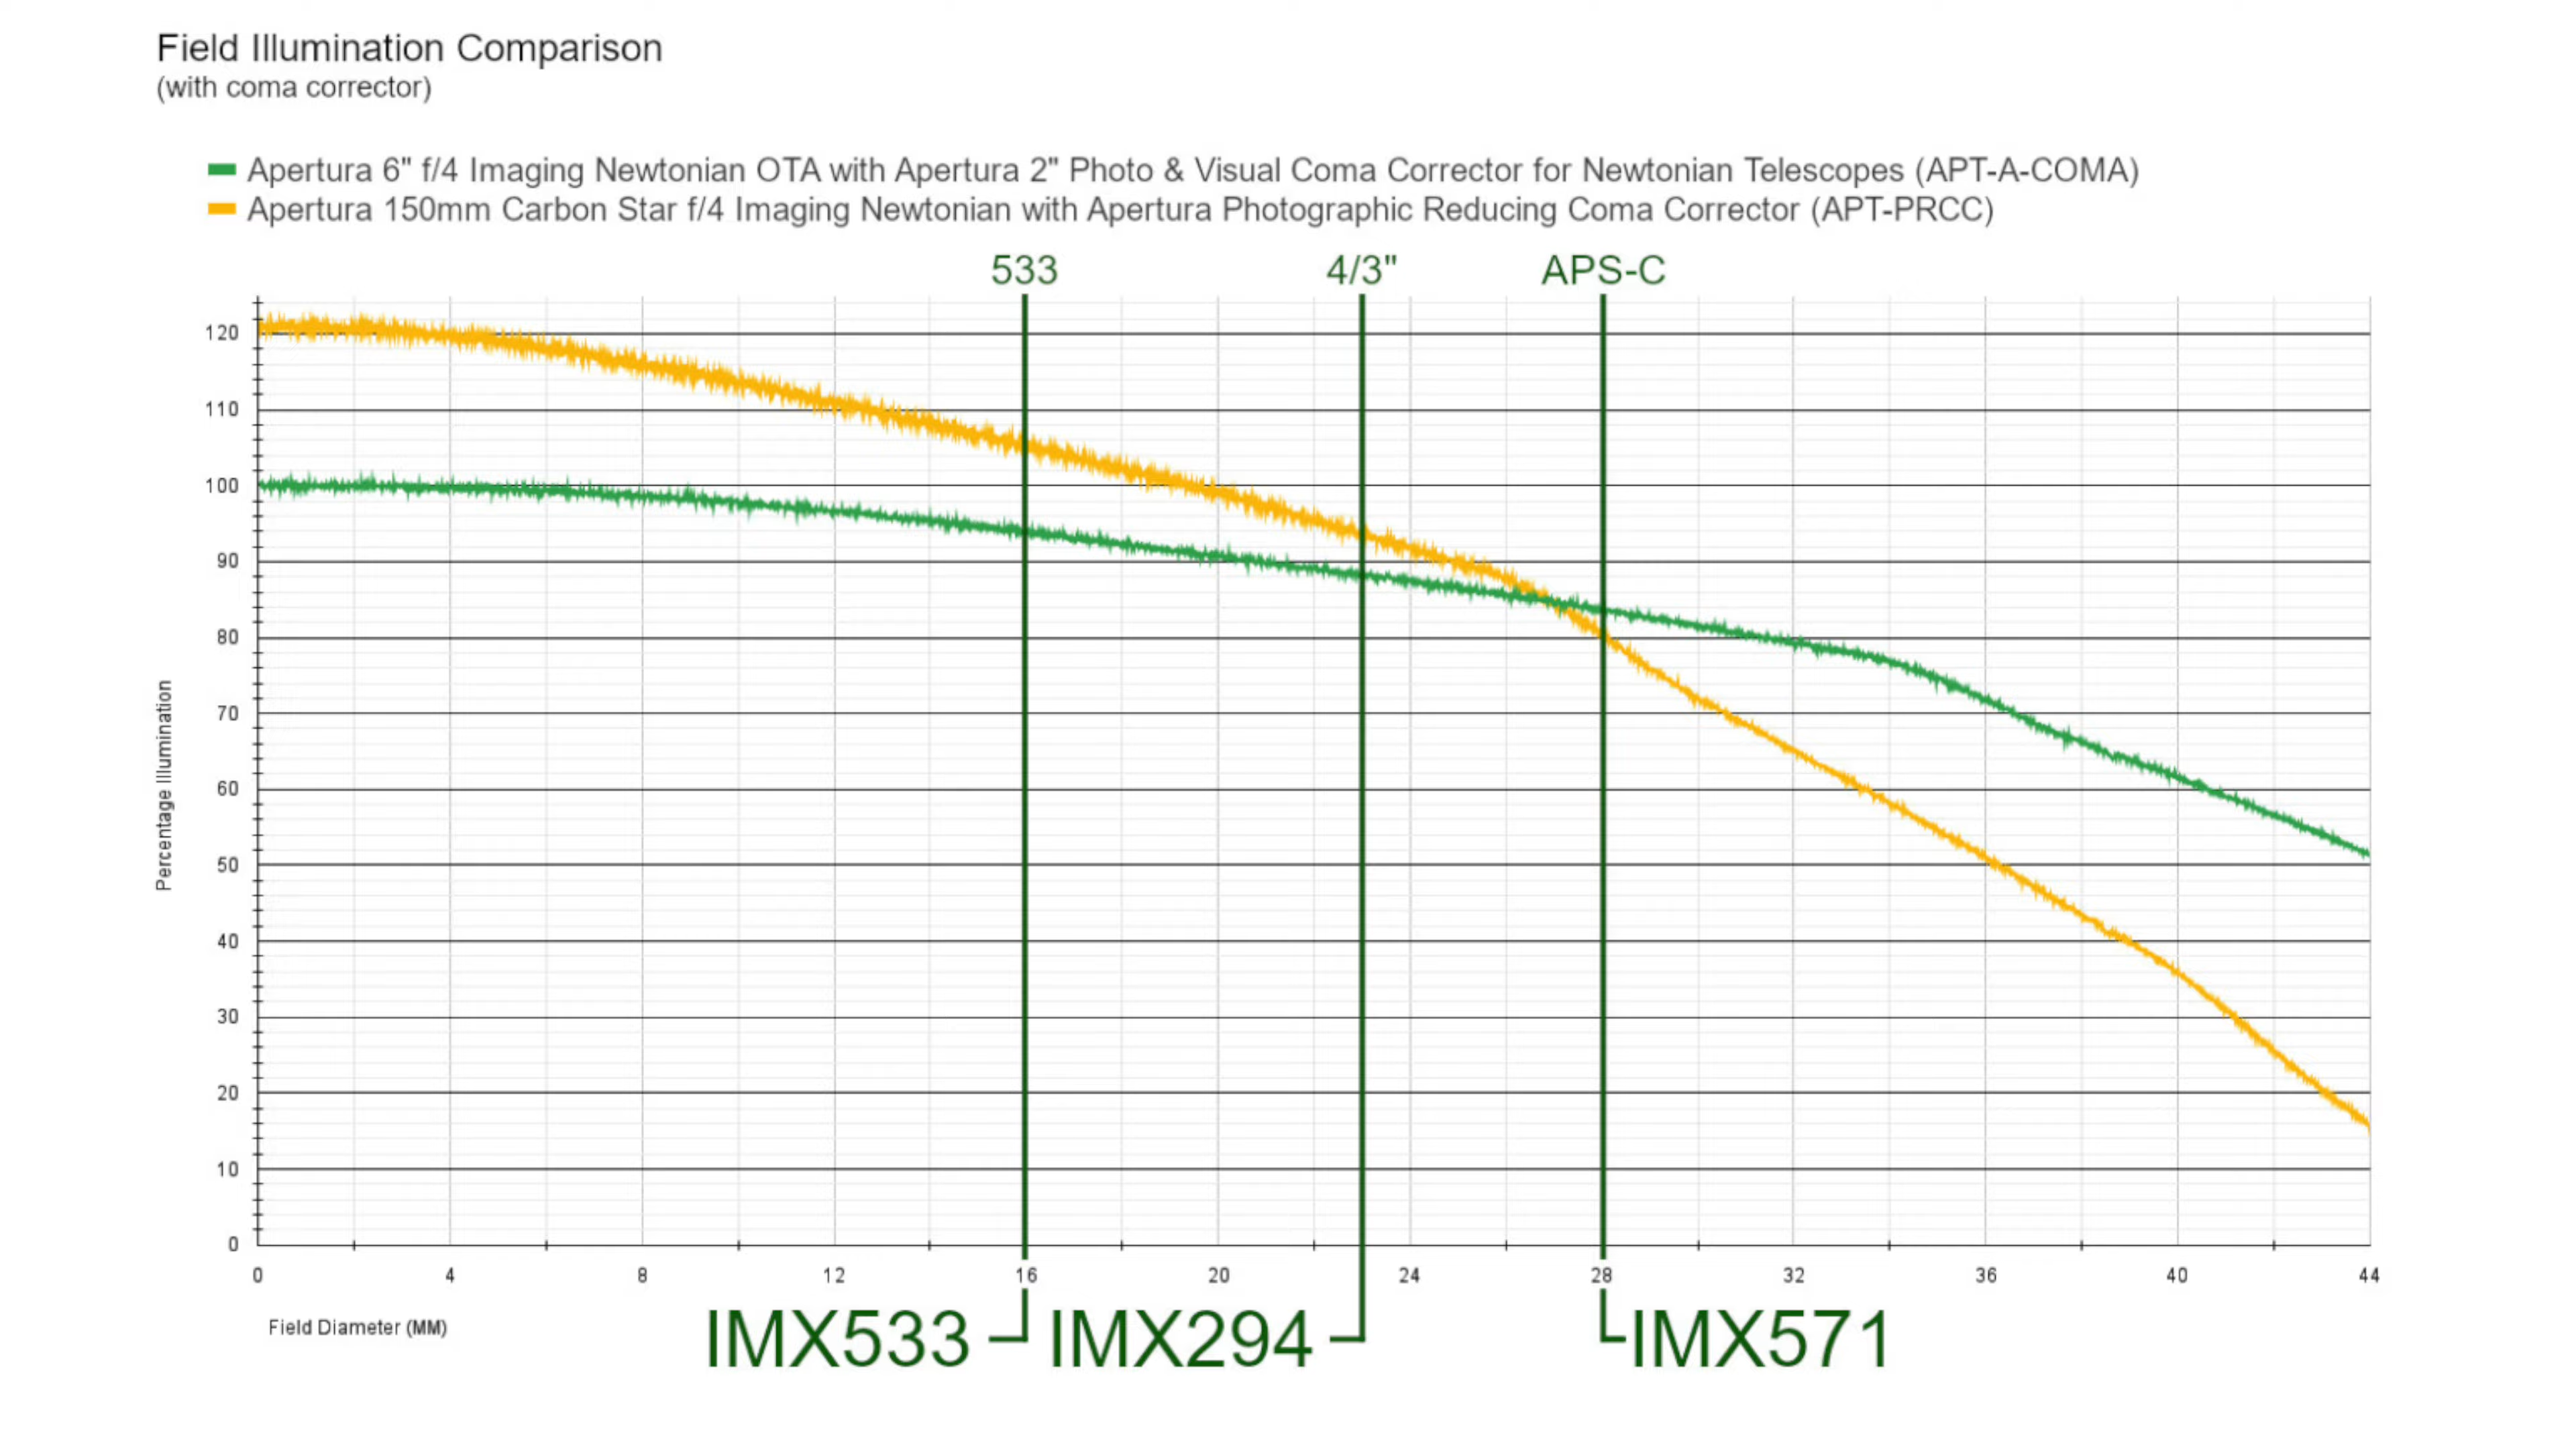 Field Illumination Comparison
(with coma corrector)
Apertura 6" f/4 Imaging Newtonian OTA with Apertura 2" Photo & Visual Coma Corrector for Newtonian Telescopes (APT-A-COMA)
Apertura 150mm Carbon Star f/4 Imaging Newtonian with Apertura Photographic Reducing Coma Corrector (APT-PRCC)
533 4/3" APS-C
120
110
100
90
80
70
60
50
40
30
20
10
0
Percentage Illumination
0 4 8 12 16 20 24 28 32 36 40 44
Field Diameter (MM)
IMX533 IMX294 IMX571